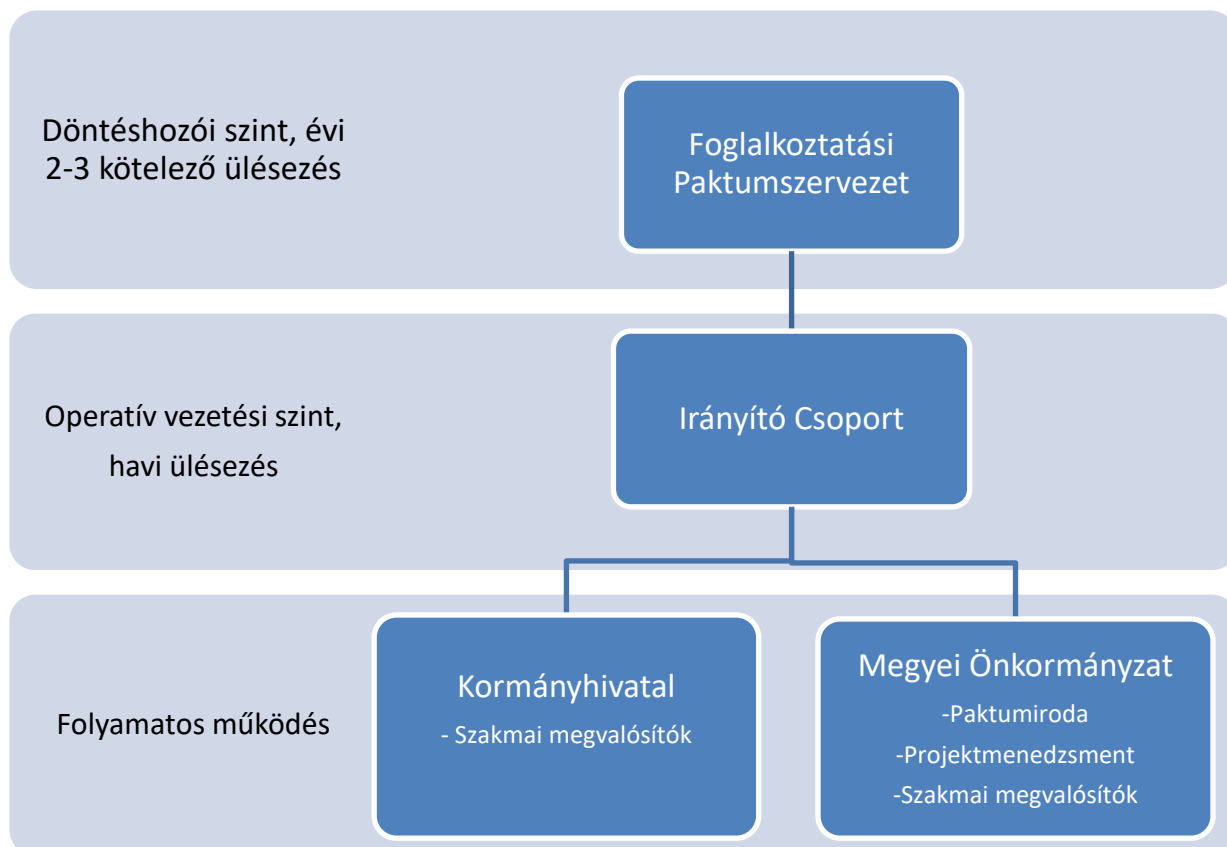 Döntéshozói szint, évi
2-3 kötelező ülésezés
Foglalkoztatási
Paktumszervezet
Operatív vezetési szint,
havi ülésezés
Irányító Csoport
Folyamatos működés
Kormányhivatal
- Szakmai megvalósítók
Megyei Önkormányzat
-Paktumiroda
-Projektmenedzsment
-Szakmai megvalósítók